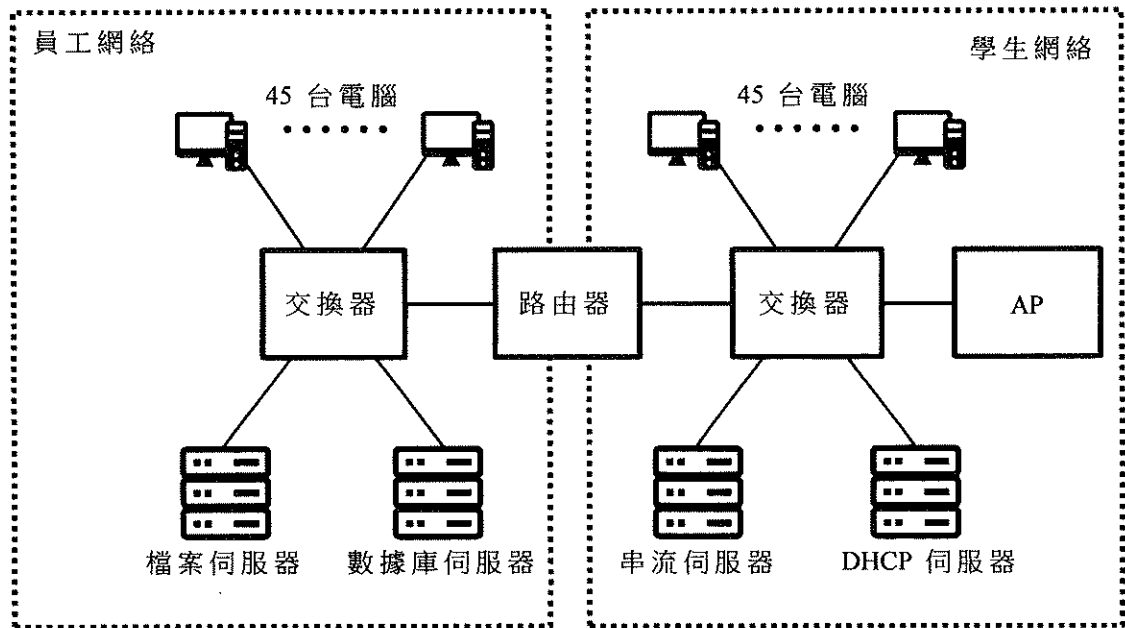 員工網絡
學生網絡
45 台電腦
45 台電腦
交換器
路由器
交換器
AP
檔案伺服器
數據庫伺服器
串流伺服器
DHCP 伺服器